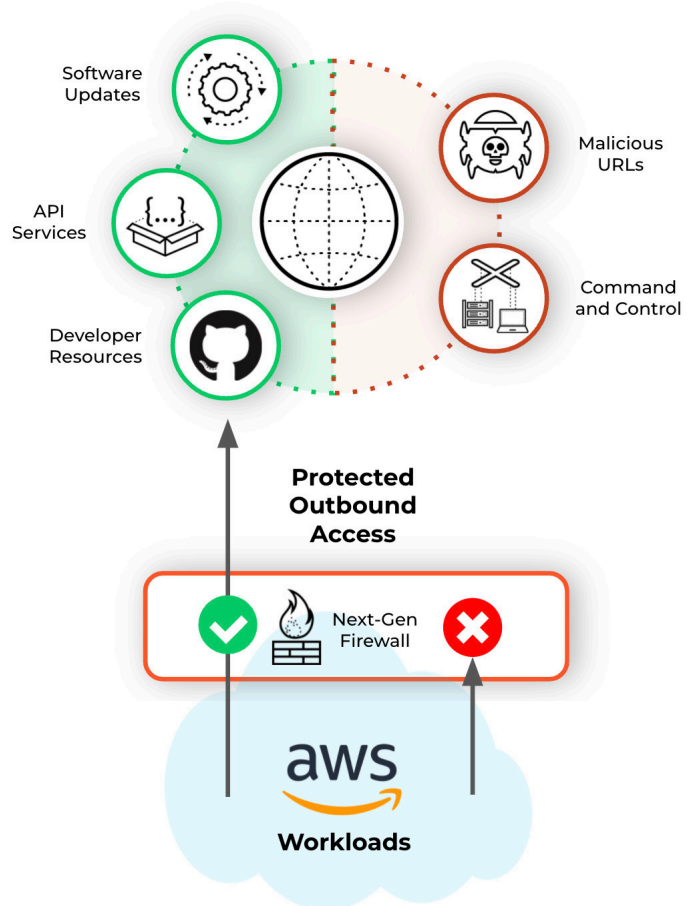 Software
Updates
API
Services
{...}
Developer
Resources
Malicious
URLs
Command
and Control
Protected
Outbound
Access
Next-Gen
Firewall
aws
Workloads